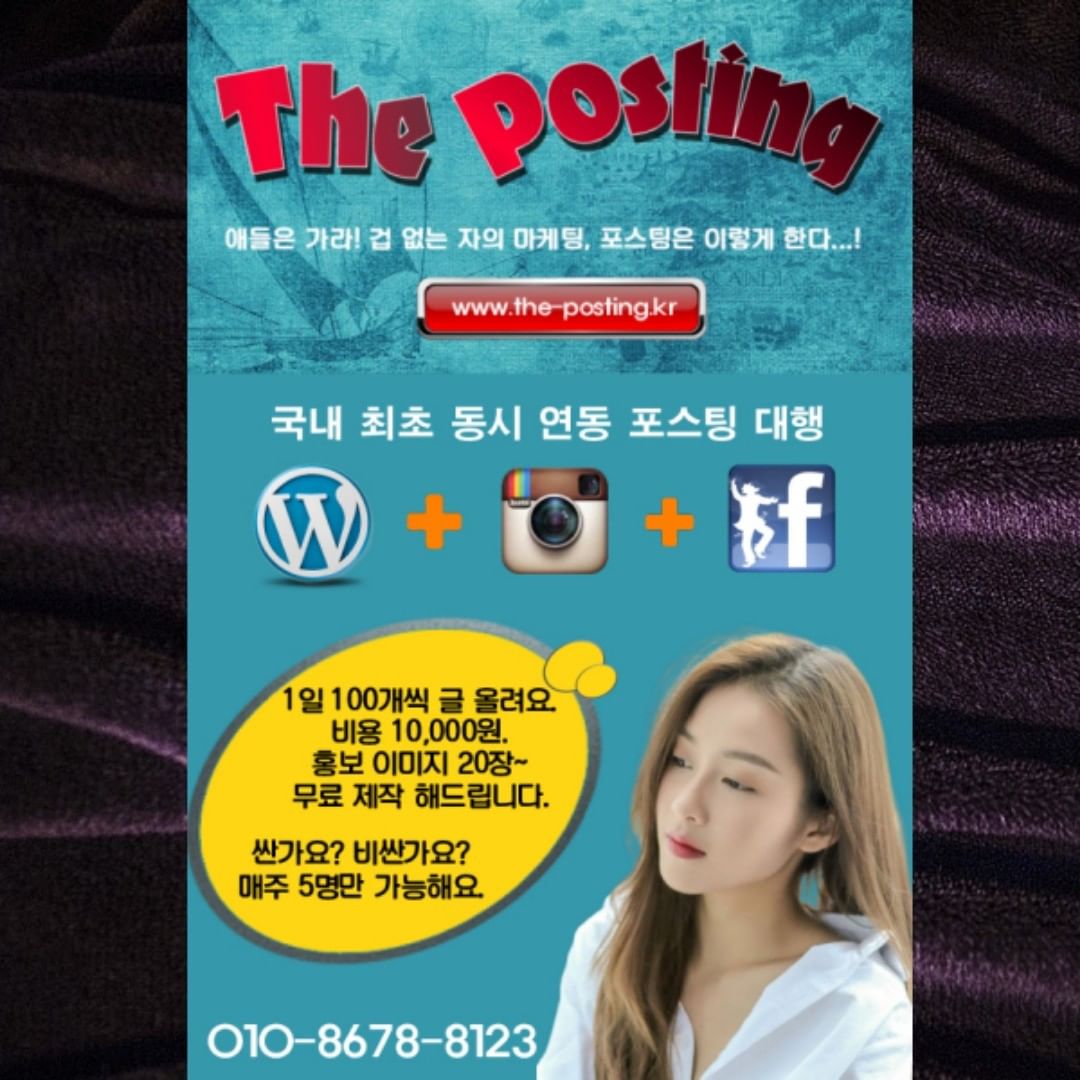 The Posting
애들은 가라! 겁 없는 자의 마케팅, 포스팅은 이렇게 한다...!
www.the-posting.kr
국내 최초 동시 연동 포스팅 대행
1일 100개씩 글 올려요.
비용 10,000원.
홍보 이미지 20장~
무료 제작 해드립니다.
싼가요? 비싼가요?
매주 5명만 가능해요.
010-8678-8123